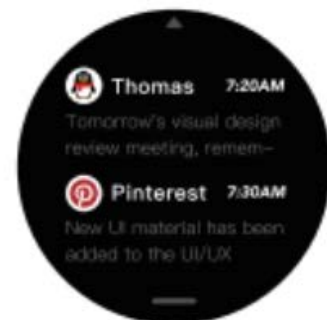 Thomas 7:20AM
Tomorrow's visual design
review meeting, remem-
Pinterest 7:30AM
New UI material has been
added to the UI/UX